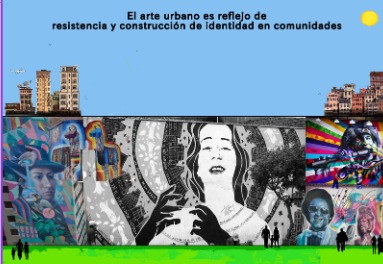 El arte urbano es reflejo de
resistencia y construcción de identidad en comunidades